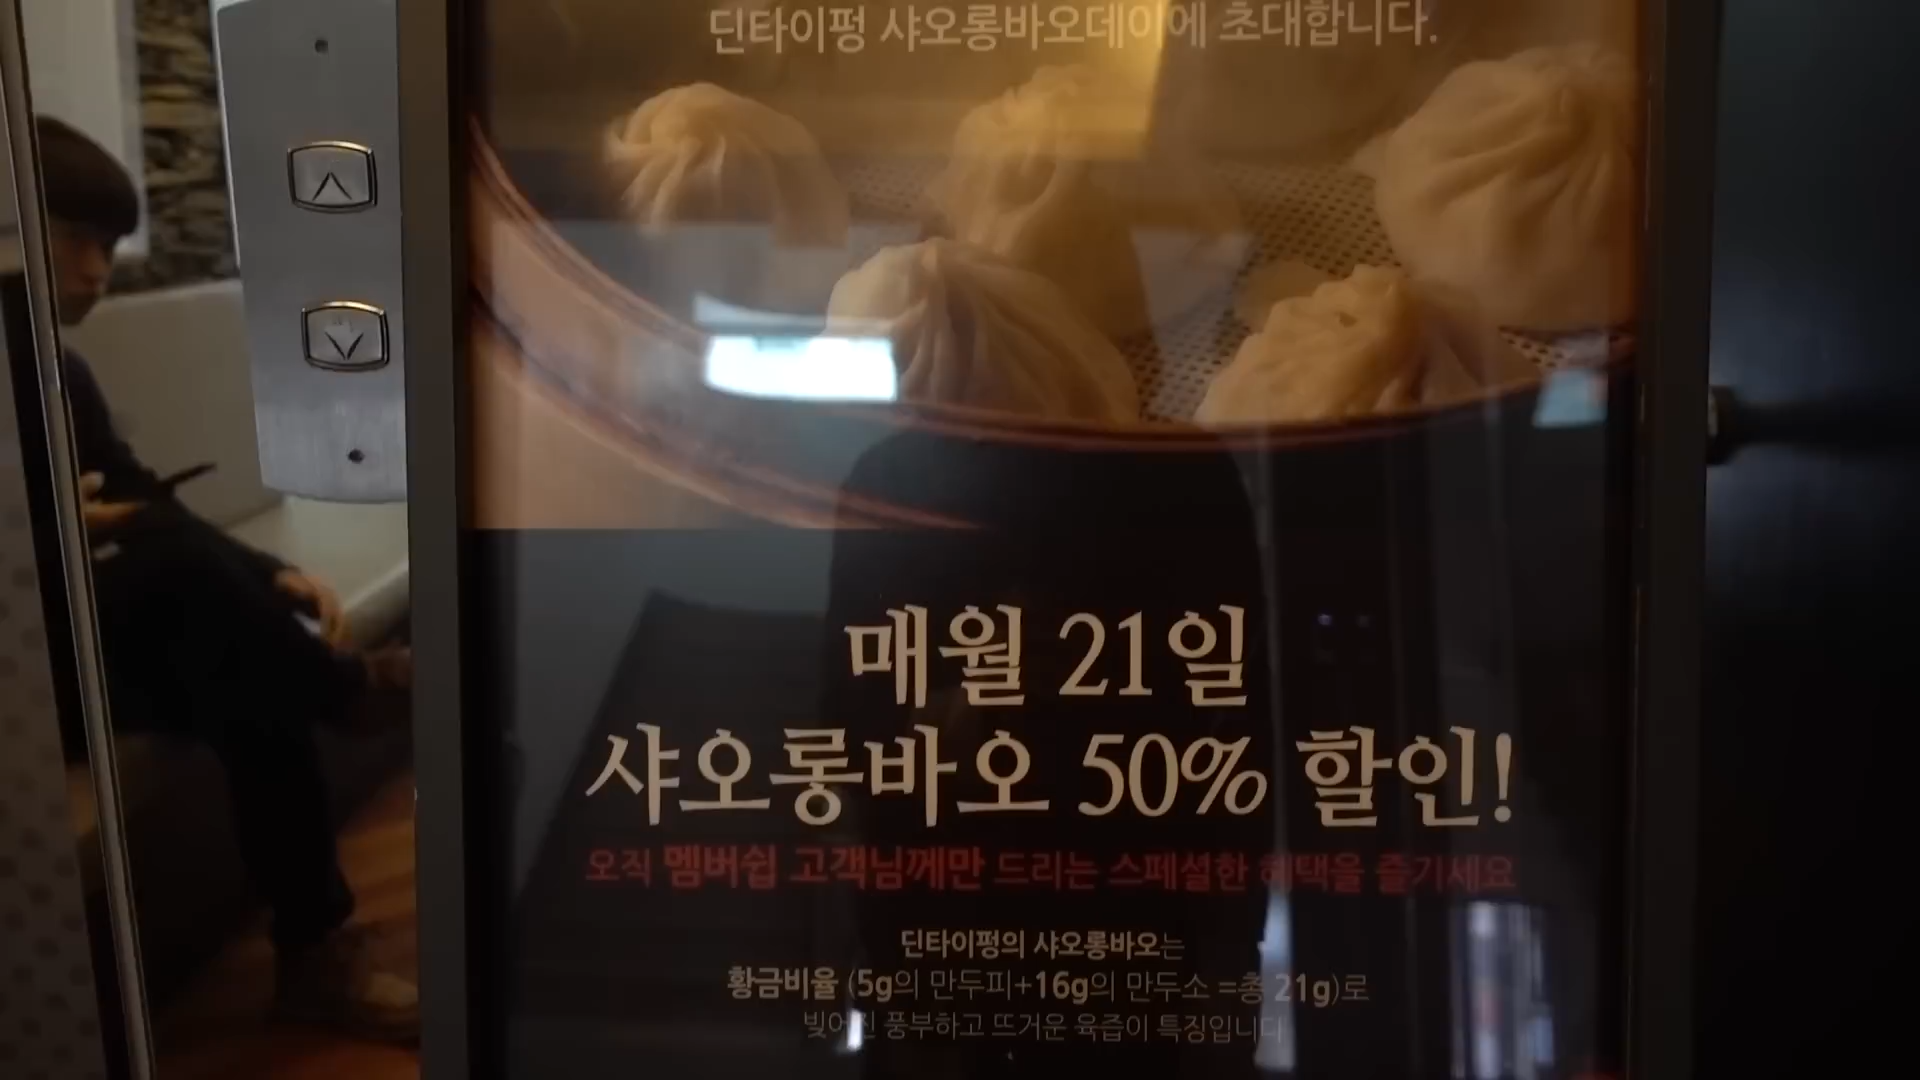 딘타이펑 샤오롱바오데이에 초대합니다.
매월 21일
샤오롱바오 50% 할인!
오직 멤버쉽 고객님께만 드리는 스페셜한 혜택을 즐기세요
딘타이펑의 샤오롱바오는
황금비율 (5g의 만두피+16g의 만두소 =총 21g)로
빚어진 풍부하고 뜨거운 육즙이 특징입니다